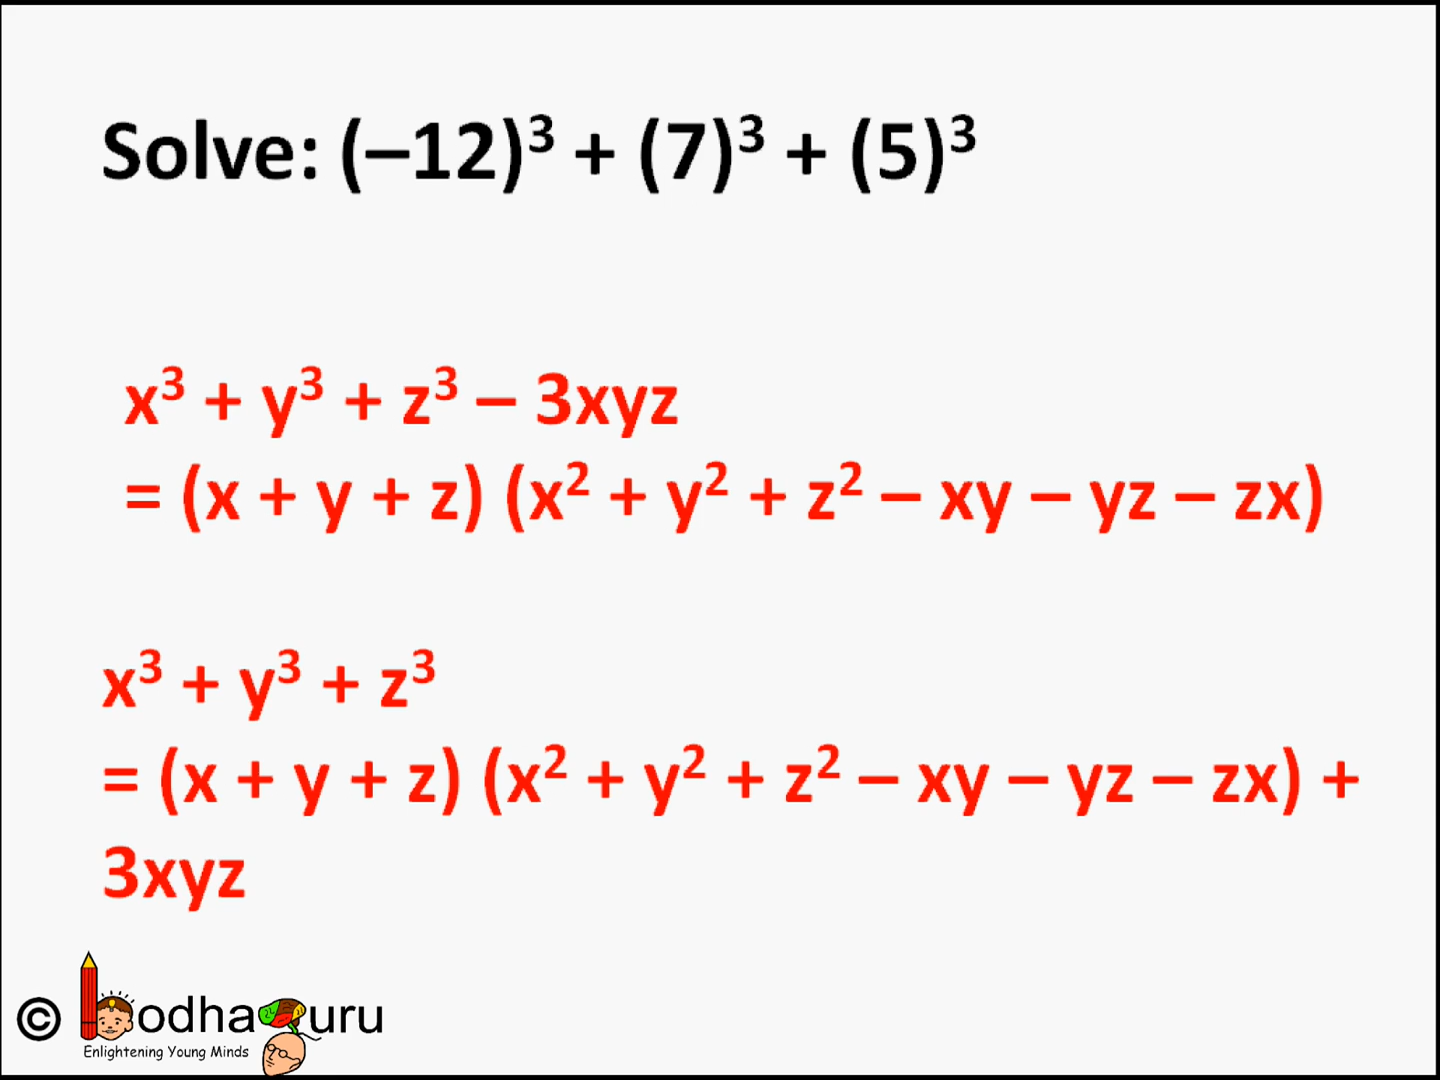 Solve: (–12)³ + (7)³ + (5)³
x³ + y³ + z³ – 3xyz
= (x + y + z) (x² + y² + z² – xy – yz – zx)
x³ + y³ + z³
= (x + y + z) (x² + y² + z² – xy – yz – zx) +
3xyz
© bodhaguru
Enlightening Young Minds